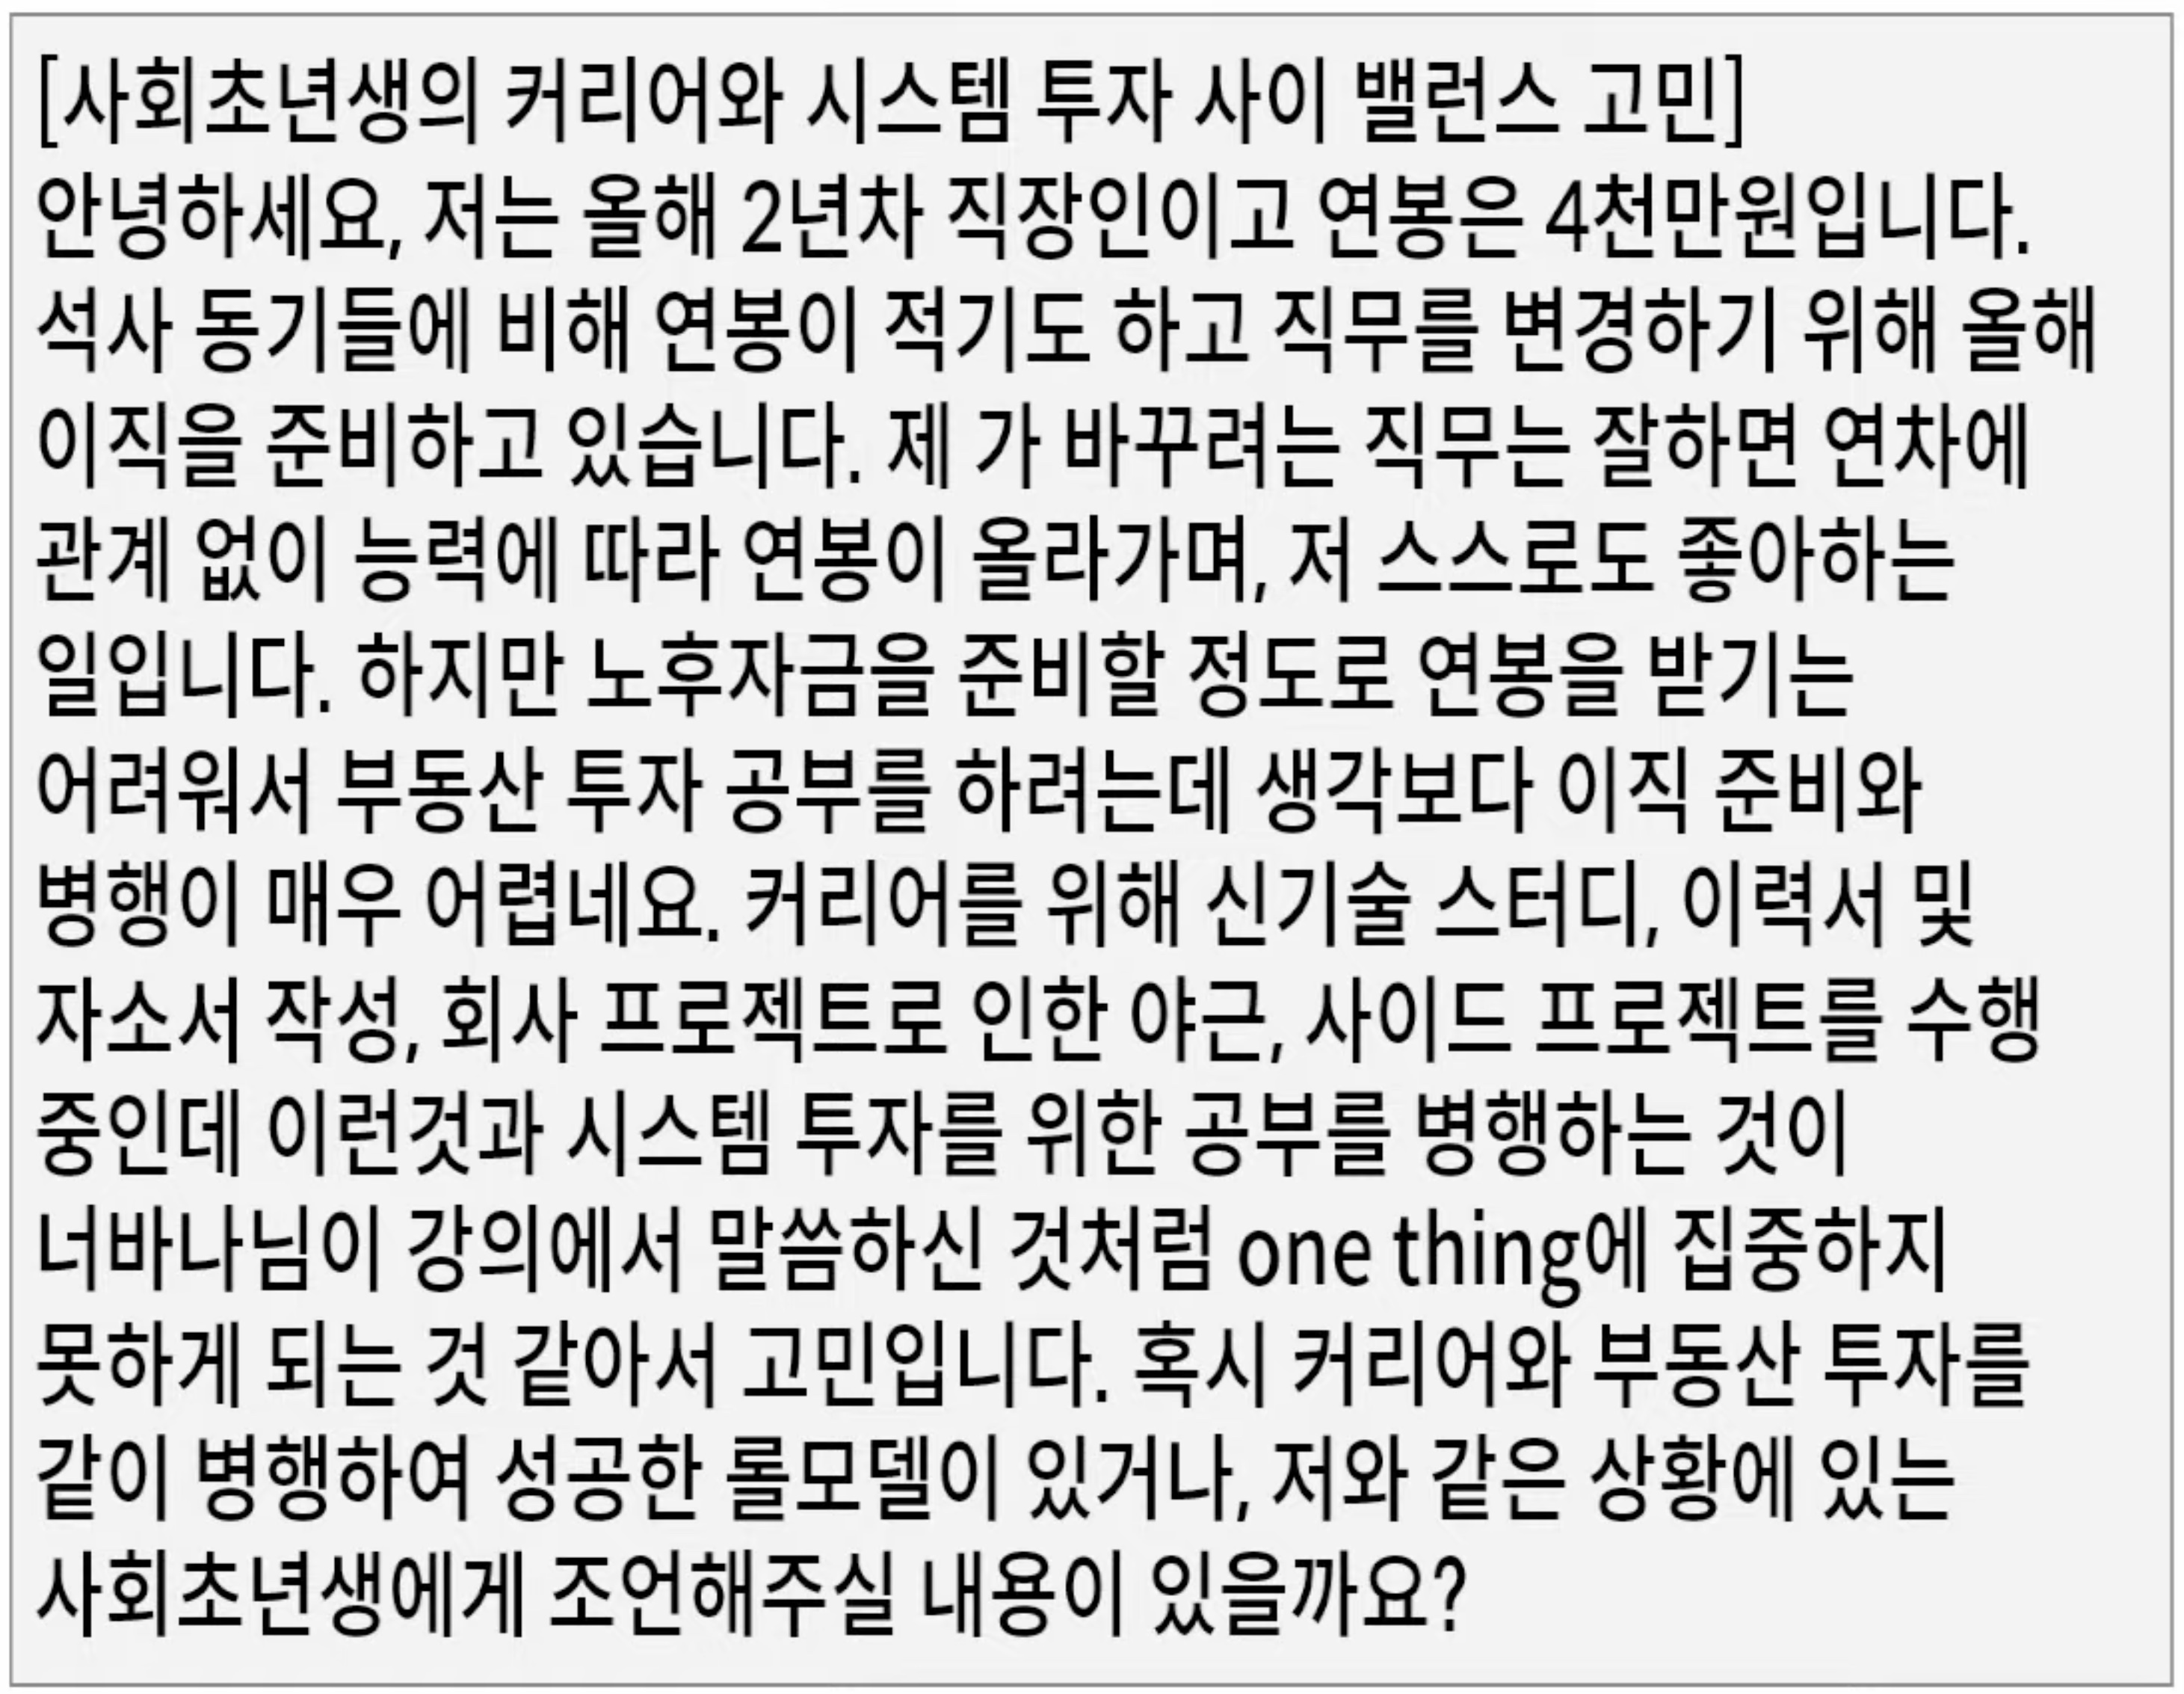 [사회초년생의 커리어와 시스템 투자 사이 밸런스 고민]
안녕하세요, 저는 올해 2년차 직장인이고 연봉은 4천만원입니다.
석사 동기들에 비해 연봉이 적기도 하고 직무를 변경하기 위해 올해
이직을 준비하고 있습니다. 제 가 바꾸려는 직무는 잘하면 연차에
관계 없이 능력에 따라 연봉이 올라가며, 저 스스로도 좋아하는
일입니다. 하지만 노후자금을 준비할 정도로 연봉을 받기는
어려워서 부동산 투자 공부를 하려는데 생각보다 이직 준비와
병행이 매우 어렵네요. 커리어를 위해 신기술 스터디, 이력서 및
자소서 작성, 회사 프로젝트로 인한 야근, 사이드 프로젝트를 수행
중인데 이런것과 시스템 투자를 위한 공부를 병행하는 것이
너바나님이 강의에서 말씀하신 것처럼 one thing에 집중하지
못하게 되는 것 같아서 고민입니다. 혹시 커리어와 부동산 투자를
같이 병행하여 성공한 롤모델이 있거나, 저와 같은 상황에 있는
사회초년생에게 조언해주실 내용이 있을까요?